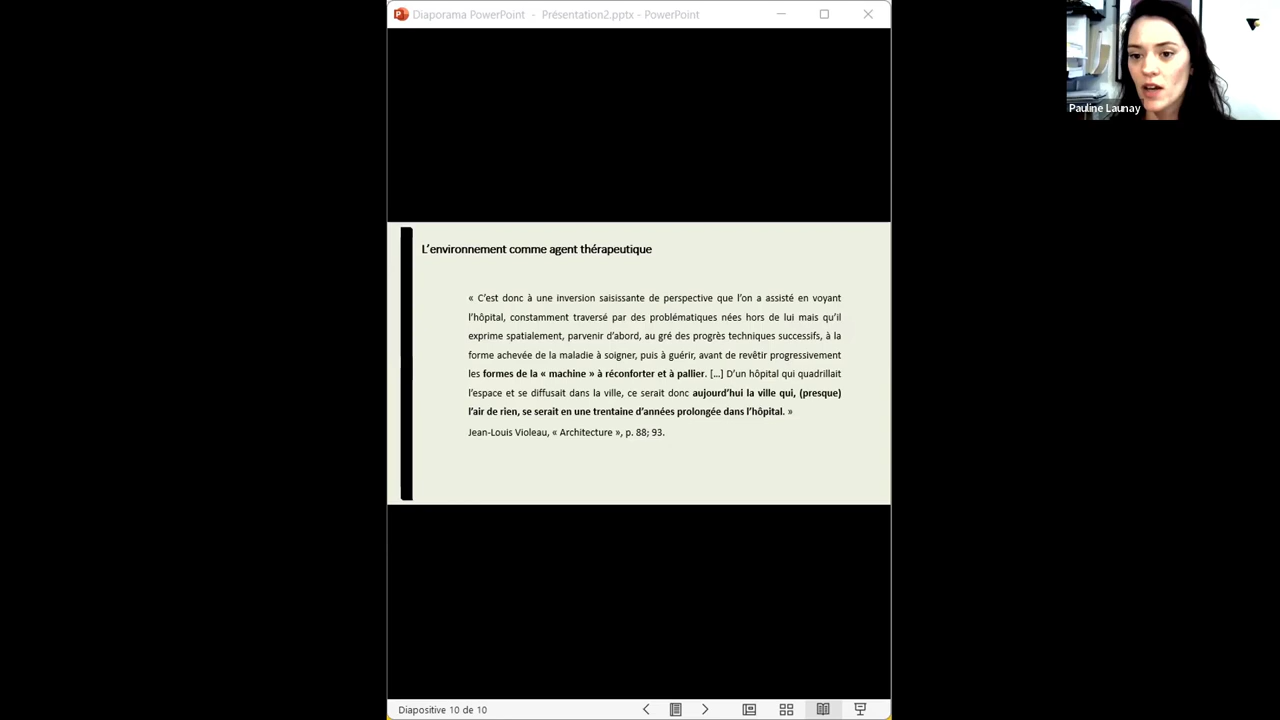 Diaporama PowerPoint - Présentation2.pptx - PowerPoint
Pauline Launay
L'environnement comme agent thérapeutique
« C'est donc à une inversion saisissante de perspective que l'on a assisté en voyant
l'hôpital, constamment traversé par des problématiques nées hors de lui mais qu'il
exprime spatialement, parvenir d'abord, au gré des progrès techniques successifs, à la
forme achevée de la maladie à soigner, puis à guérir, avant de revêtir progressivement
les formes de la « machine » à réconforter et à pallier. […] D'un hôpital qui quadrillait
l'espace et se diffusait dans la ville, ce serait donc aujourd'hui la ville qui, (presque)
l'air de rien, se serait en une trentaine d'années prolongée dans l'hôpital. »
Jean-Louis Violeau, « Architecture », p. 88; 93.
Diapositive 10 de 10